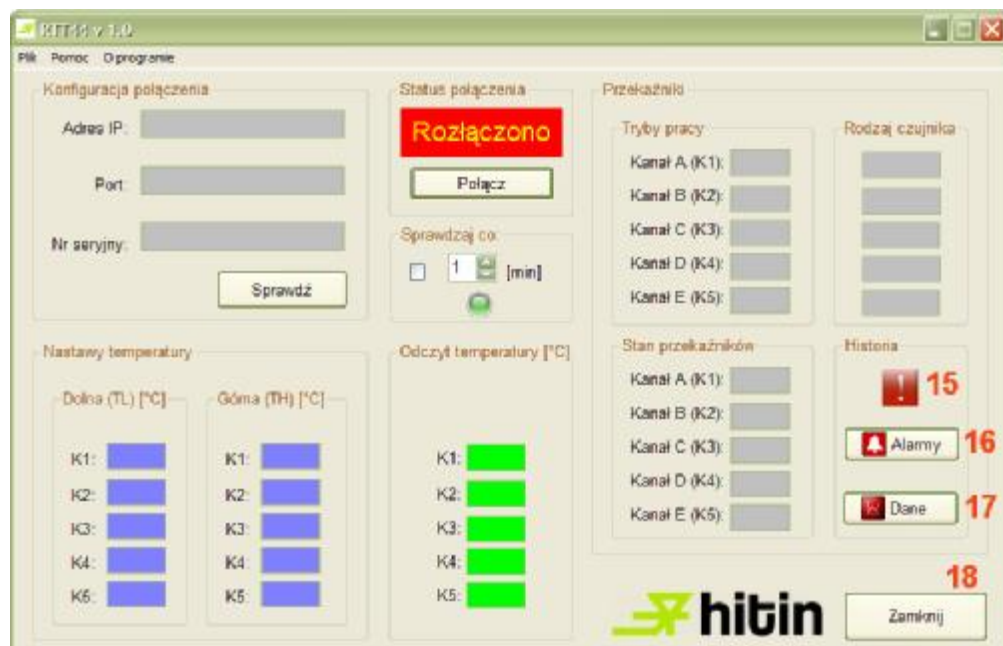 HTT44 v 1.0
Plik Pomoc O programie
Konfiguracja połączenia
Adres IP:
Port:
Nr seryjny:
Sprawdź
Status połączenia
Rozłączono
Połącz
Sprawdzaj co:
1 [min]
Przekaźniki
Tryby pracy
Kanał A (K1):
Kanał B (K2):
Kanał C (K3):
Kanał D (K4):
Kanał E (K5):
Rodzaj czujnika
Nastawy temperatury
Dolna (TL) [°C]
K1:
K2:
K3:
K4:
K5:
Górna (TH) [°C]
K1:
K2:
K3:
K4:
K5:
Odczyt temperatury [°C]
K1:
K2:
K3:
K4:
K5:
Stan przekaźników
Kanał A (K1):
Kanał B (K2):
Kanał C (K3):
Kanał D (K4):
Kanał E (K5):
Historia
! 15
Alarmy 16
Dane 17
18
hitin
Zamknij